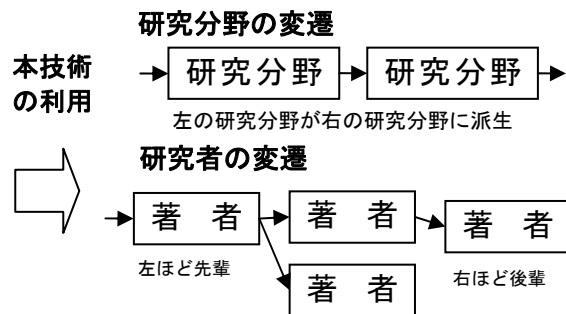 研究分野の変遷
本技術
の利用
研究分野 研究分野
左の研究分野が右の研究分野に派生
研究者の変遷
著　者 著　者 著　者
左ほど先輩 右ほど後輩
著　者